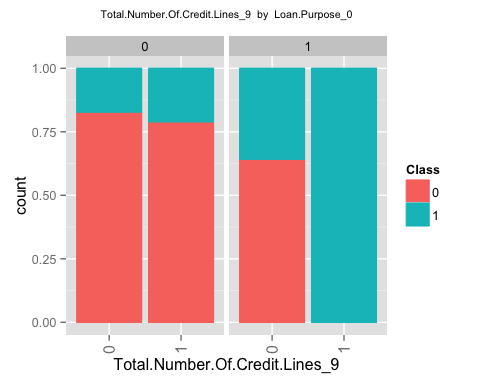 Total.Number.Of.Credit.Lines_9 by Loan.Purpose_0
0 1
1.00
0.75
0.50
0.25
0.00
count
0 1 0 1
Total.Number.Of.Credit.Lines_9
Class
0
1